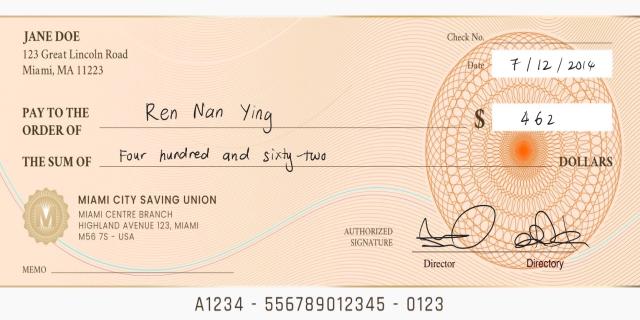 JANE DOE
123 Great Lincoln Road
Miami, MA 11223
Check No.
Date 7/12/2014
PAY TO THE
ORDER OF Ren Nan Ying $ 462
THE SUM OF Four hundred and sixty-two DOLLARS
M
MIAMI CITY SAVING UNION
MIAMI CENTRE BRANCH
HIGHLAND AVENUE 123, MIAMI
M56 7S - USA
AUTHORIZED
SIGNATURE
Director Directory
MEMO
A1234 - 556789012345 - 0123